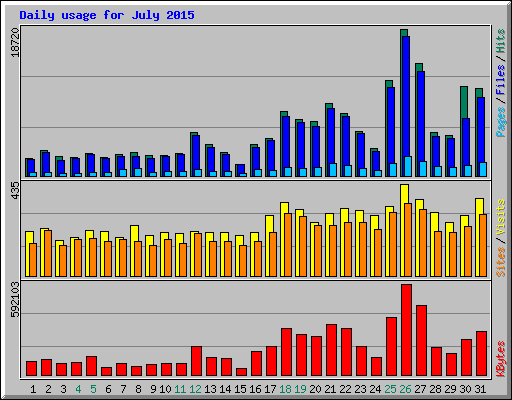 Daily usage for July 2015
18720
Pages / Files / Hits
435
Sites / Visits
592103
KBytes
1 2 3 4 5 6 7 8 9 10 11 12 13 14 15 16 17 18 19 20 21 22 23 24 25 26 27 28 29 30 31